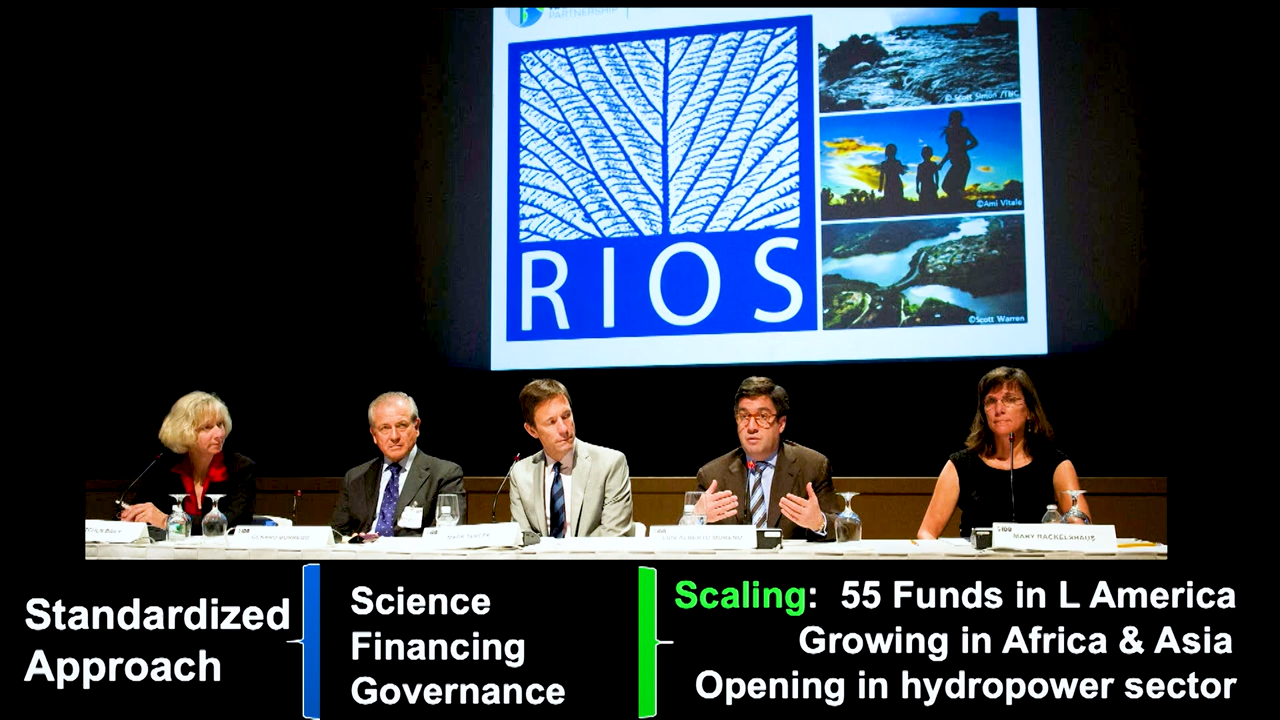 PARTNERSHIP
© Scott Simon /TNC
©Ami Vitale
RIOS
©Scott Warren
MARY RACKELSHAUS
Standardized
Approach
Science
Financing
Governance
Scaling: 55 Funds in L America
Growing in Africa & Asia
Opening in hydropower sector